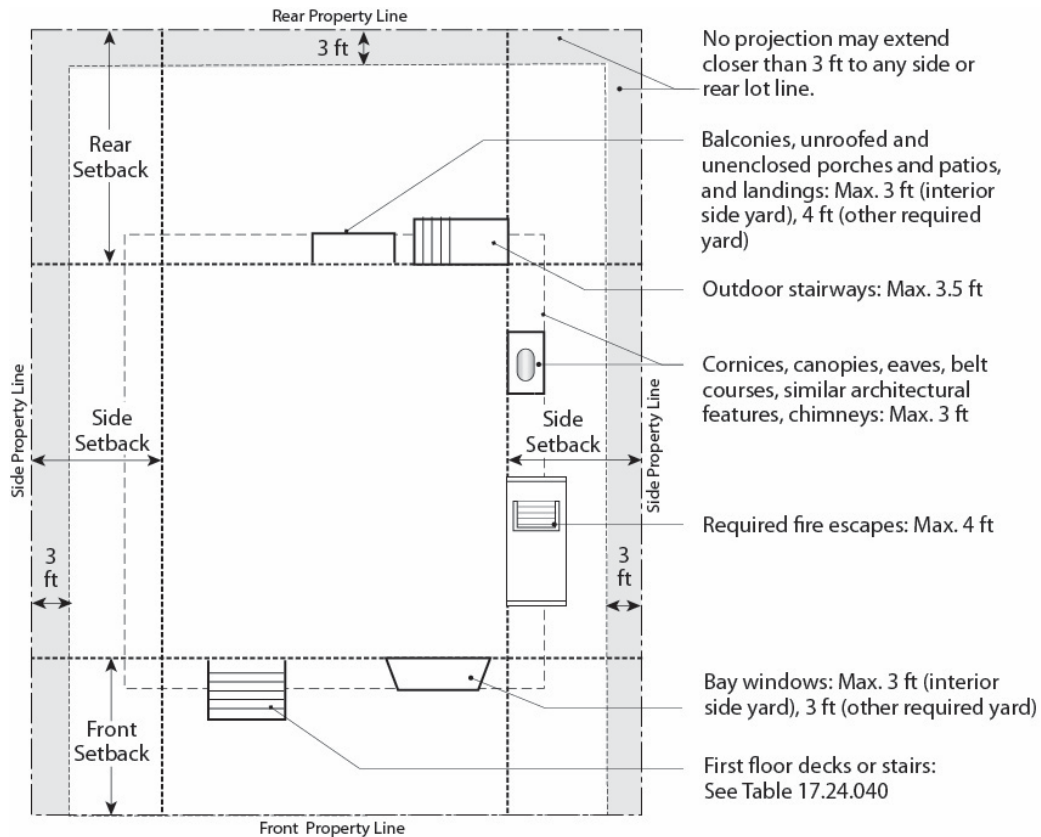 Rear Property Line
3 ft
No projection may extend
closer than 3 ft to any side or
rear lot line.
Rear
Setback
Balconies, unroofed and
unenclosed porches and patios,
and landings: Max. 3 ft (interior
side yard), 4 ft (other required
yard)
Outdoor stairways: Max. 3.5 ft
Cornices, canopies, eaves, belt
courses, similar architectural
features, chimneys: Max. 3 ft
Side Property Line
Side
Setback
Side
Setback
Side Property Line
Required fire escapes: Max. 4 ft
3
ft
3
ft
Bay windows: Max. 3 ft (interior
side yard), 3 ft (other required yard)
Front
Setback
First floor decks or stairs:
See Table 17.24.040
Front Property Line